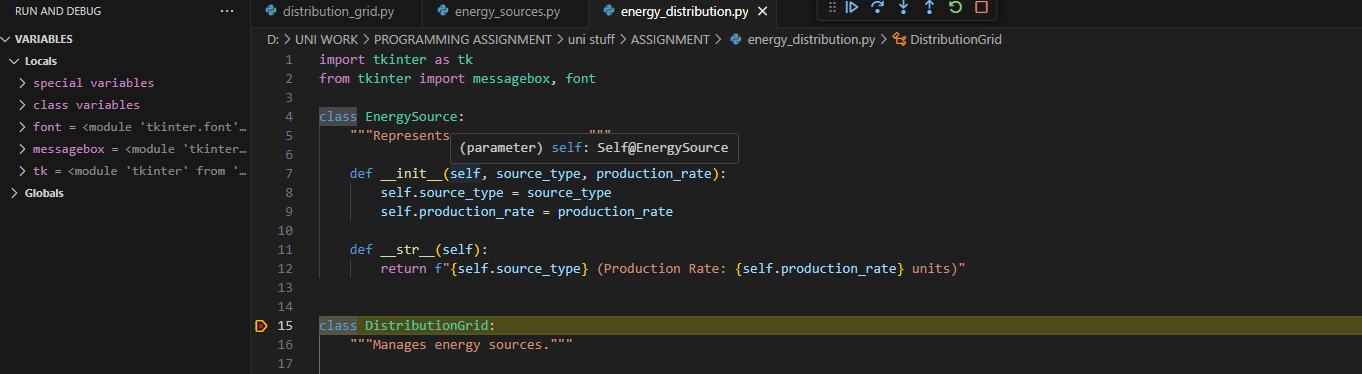 RUN AND DEBUG ...
VARIABLES
Locals
special variables
class variables
font = <module 'tkinter.font'...
messagebox = <module 'tkinter...
tk = <module 'tkinter' from '...
Globals
distribution_grid.py energy_sources.py energy_distribution.py
D: > UNI WORK > PROGRAMMING ASSIGNMENT > uni stuff > ASSIGNMENT > energy_distribution.py > DistributionGrid
1 import tkinter as tk
2 from tkinter import messagebox, font
3
4 class EnergySource:
5 """Represents """
(parameter) self: Self@EnergySource
6
7 def __init__(self, source_type, production_rate):
8 self.source_type = source_type
9 self.production_rate = production_rate
10
11 def __str__(self):
12 return f"{self.source_type} (Production Rate: {self.production_rate} units)"
13
14
15 class DistributionGrid:
16 """Manages energy sources."""
17